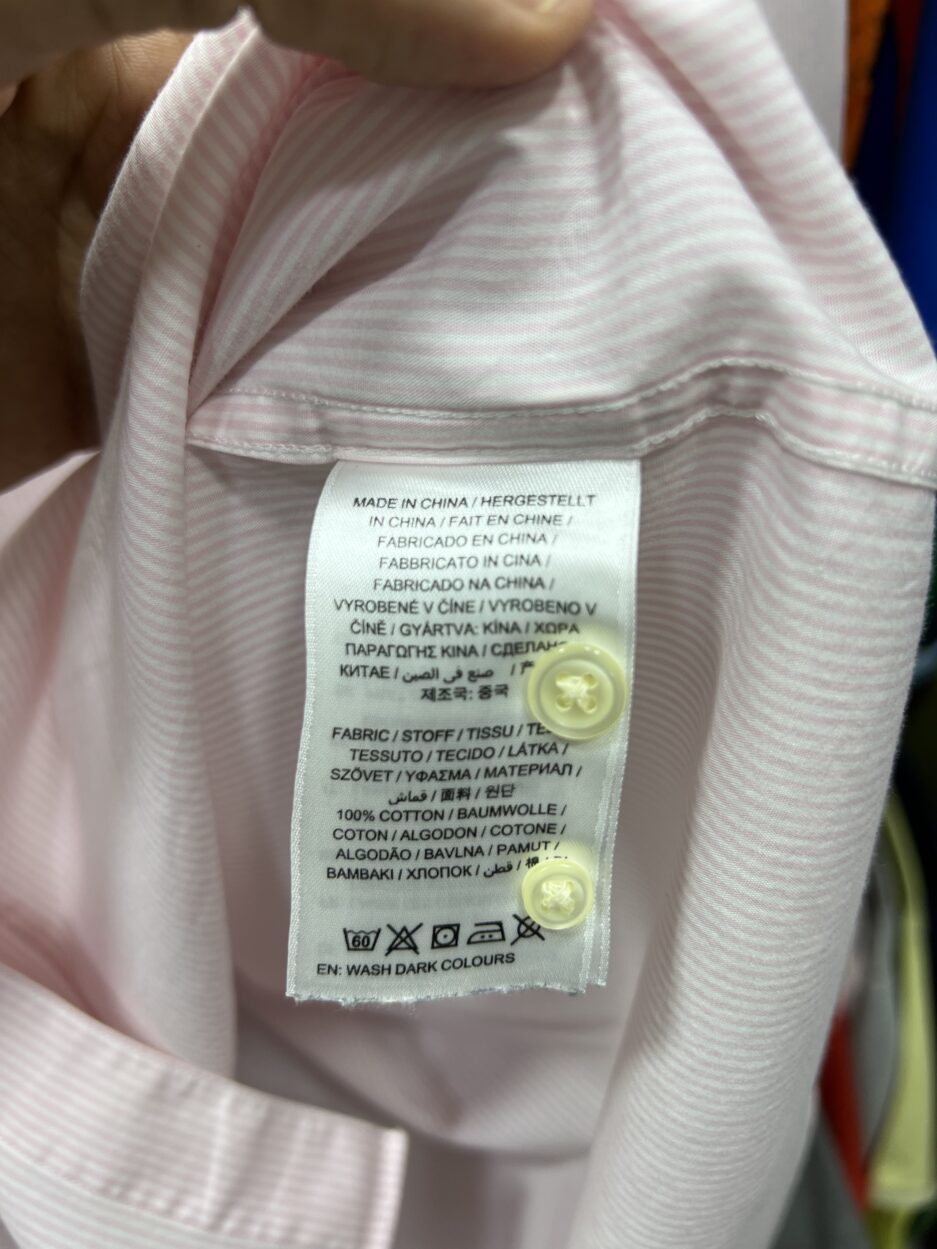 MADE IN CHINA / HERGESTELLT
IN CHINA / FAIT EN CHINE /
FABRICADO EN CHINA /
FABBRICATO IN CINA /
FABRICADO NA CHINA /
VYROBENÉ V ČÍNE / VYROBENO V
ČÍNĚ / GYÁRTVA: KÍNA / ΧΩΡΑ
ΠΑΡΑΓΩΓΗΣ ΚΙΝΑ /
КИТАЕ / صنع في الصين /
제조국: 중국
FABRIC / STOFF / TISSU /
TESSUTO / TECIDO / LÁTKA /
SZÖVET / ΥΦΑΣΜΑ / МАТЕРИАЛ /
قماش / 面料 / 원단
100% COTTON / BAUMWOLLE /
COTON / ALGODON / COTONE /
ALGODÃO / BAVLNA / PAMUT /
BAMBAKI / ХЛОПОК / قطن /
60
EN: WASH DARK COLOURS